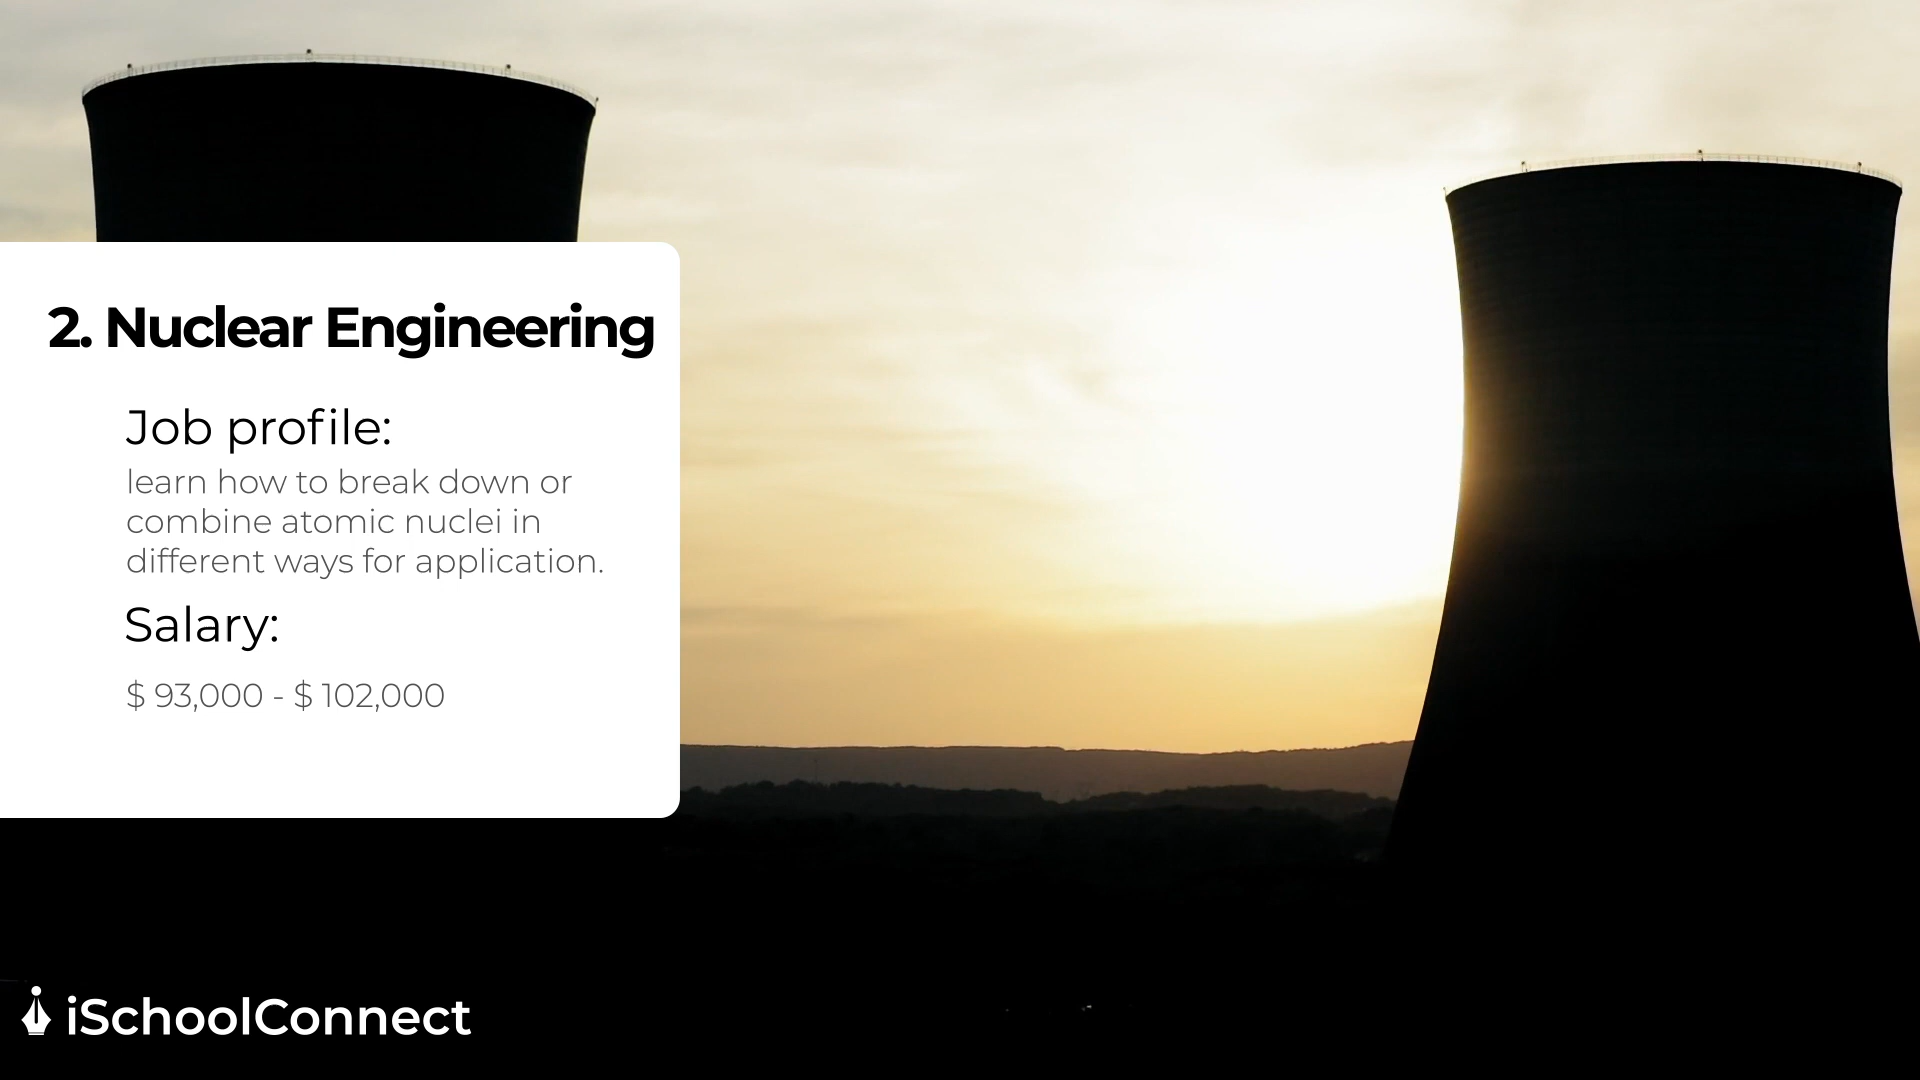 2. Nuclear Engineering
Job profile:
learn how to break down or
combine atomic nuclei in
different ways for application.
Salary:
$ 93,000 - $ 102,000
iSchoolConnect